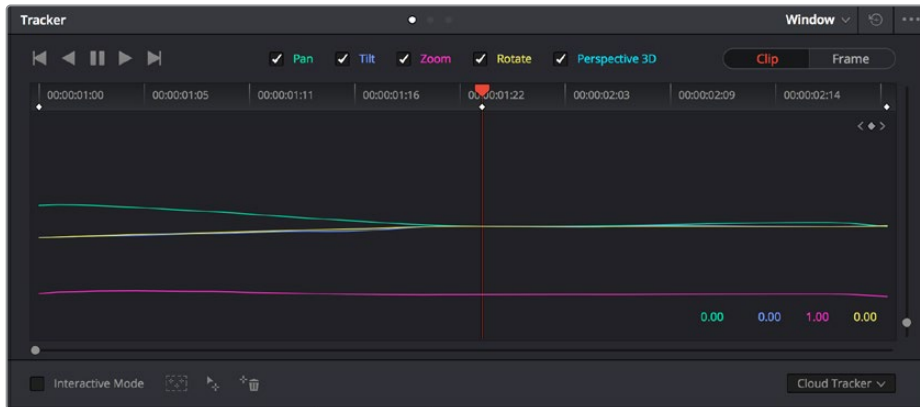 Tracker Window
Pan Tilt Zoom Rotate Perspective 3D Clip Frame
00:00:01:00 00:00:01:05 00:00:01:11 00:00:01:16 00:00:01:22 00:00:02:03 00:00:02:09 00:00:02:14
0.00 0.00 1.00 0.00
Interactive Mode Cloud Tracker